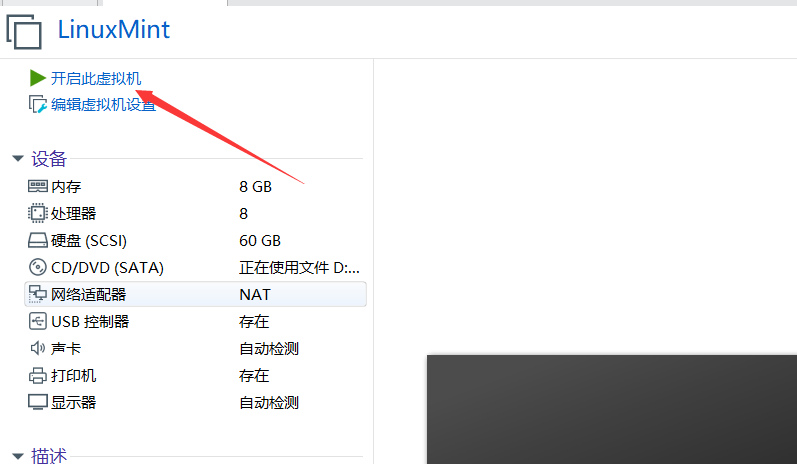 LinuxMint
开启此虚拟机
编辑虚拟机设置
设备
内存 8 GB
处理器 8
硬盘 (SCSI) 60 GB
CD/DVD (SATA) 正在使用文件 D:...
网络适配器 NAT
USB 控制器 存在
声卡 自动检测
打印机 存在
显示器 自动检测
描述